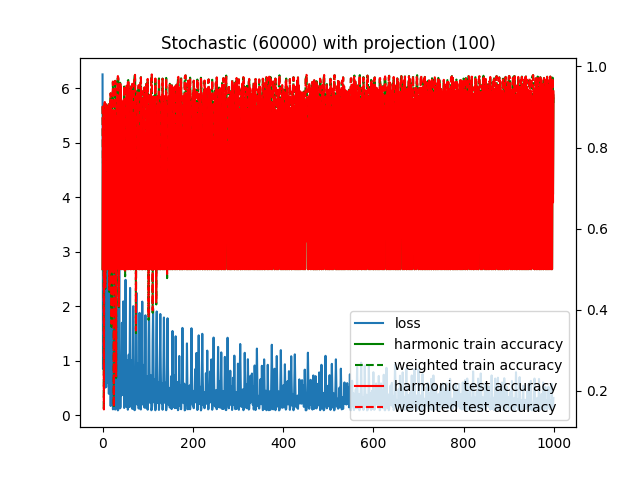 Stochastic (60000) with projection (100)
6
5
4
3
2
1
0
1.0
0.8
0.6
0.4
0.2
loss
harmonic train accuracy
weighted train accuracy
harmonic test accuracy
weighted test accuracy
0 200 400 600 800 1000